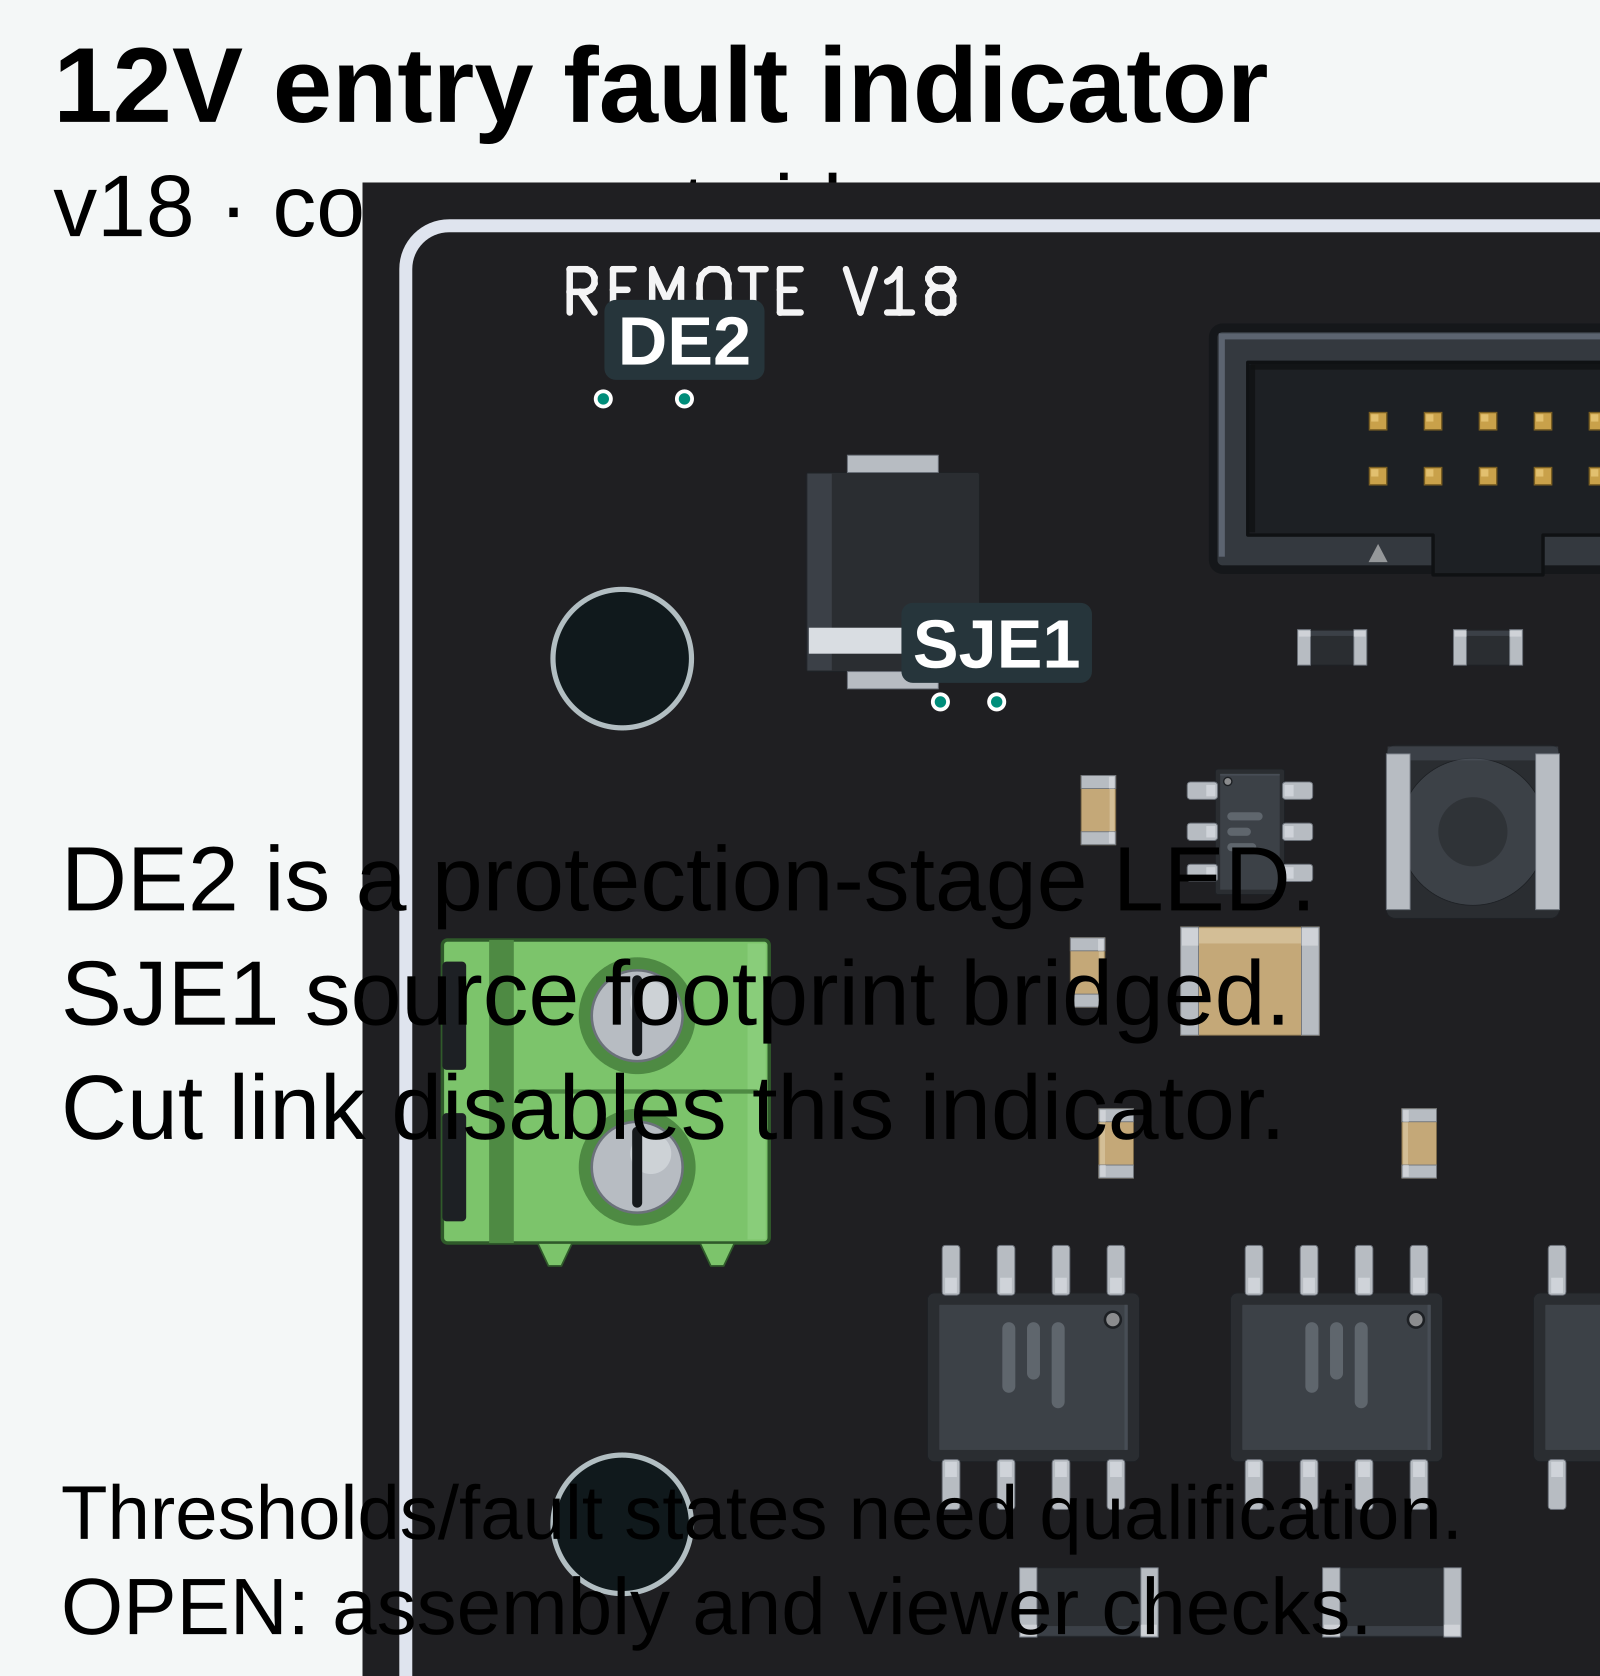 12V entry fault indicator
v18 · co
REMOTE V18
DE2
SJE1
DE2 is a protection-stage LED.
SJE1 source footprint bridged.
Cut link disables this indicator.
Thresholds/fault states need qualification.
OPEN: assembly and viewer checks.